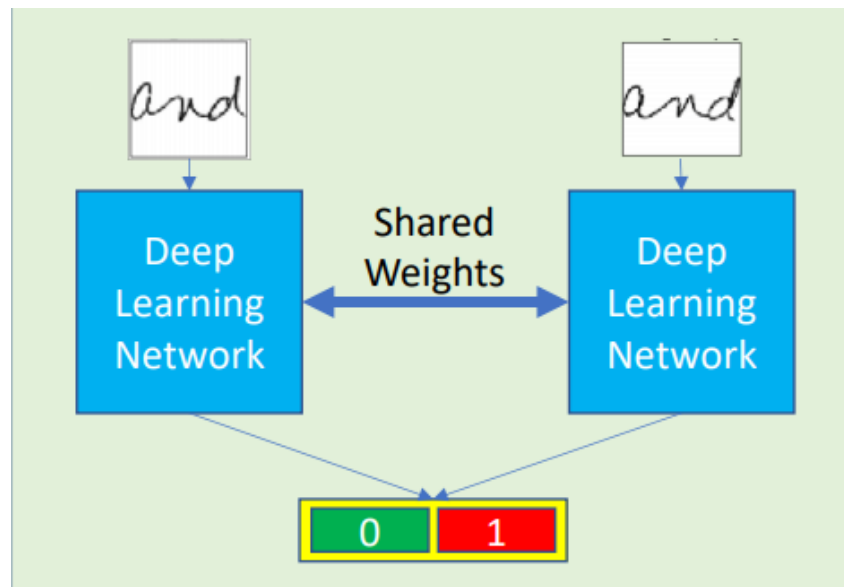 and
and
Deep
Learning
Network
Shared
Weights
Deep
Learning
Network
0
1